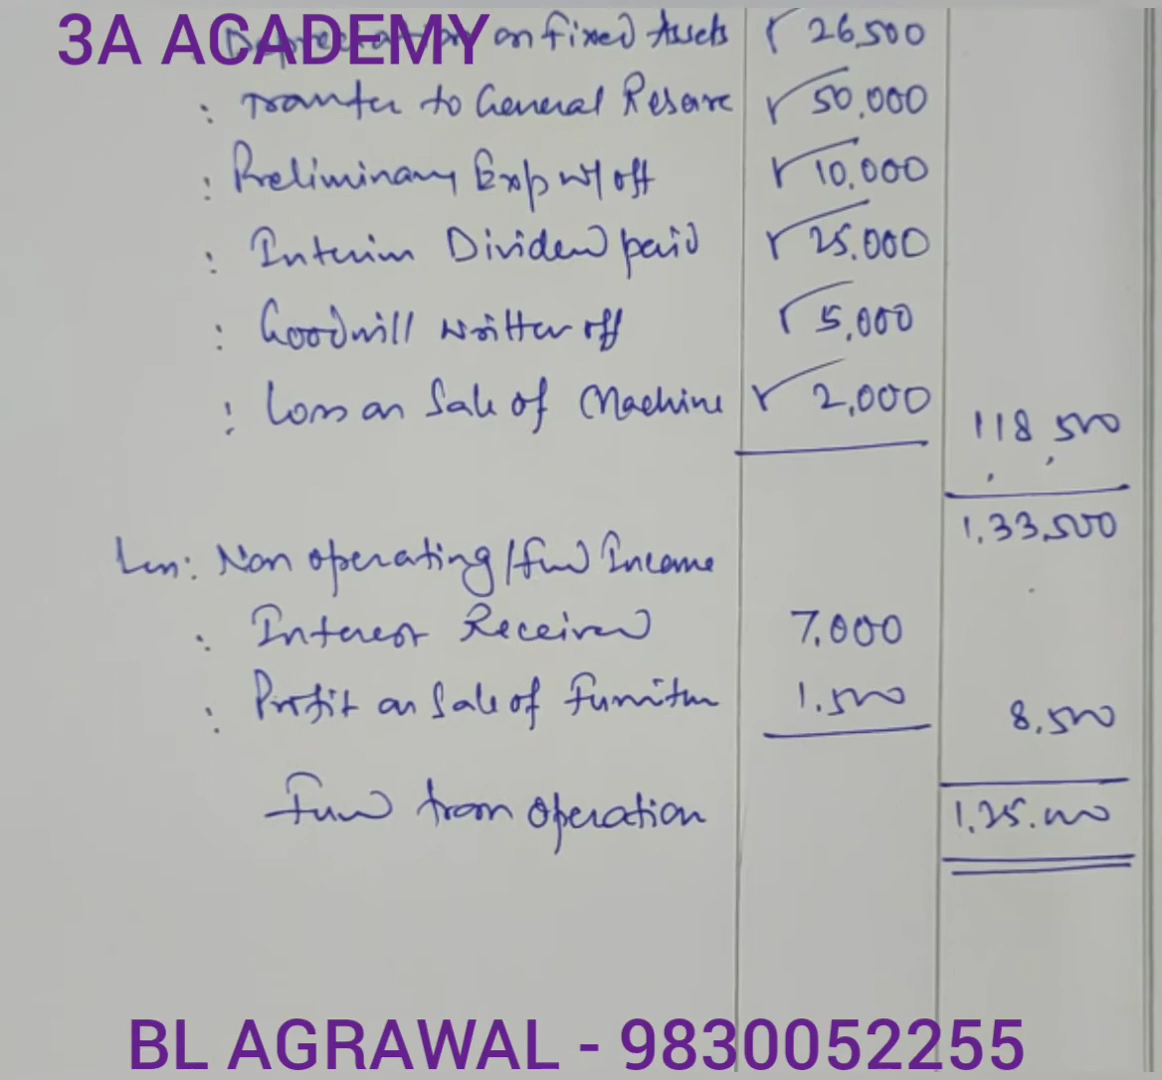 3A ACADEMY
Depreciation on Fixed Assets 26,500
: Transfer to General Reserve 50,000
: Preliminary Exp w/off 10,000
: Interim Dividend paid 25,000
: Goodwill written off 5,000
: Loss on Sale of Machine 2,000
118,500
1,33,500
Less: Non operating/fund Income
: Interest Received 7,000
: Profit on Sale of Furniture 1,500
8,500
Fund from operation 1,25,000
BL AGRAWAL - 9830052255